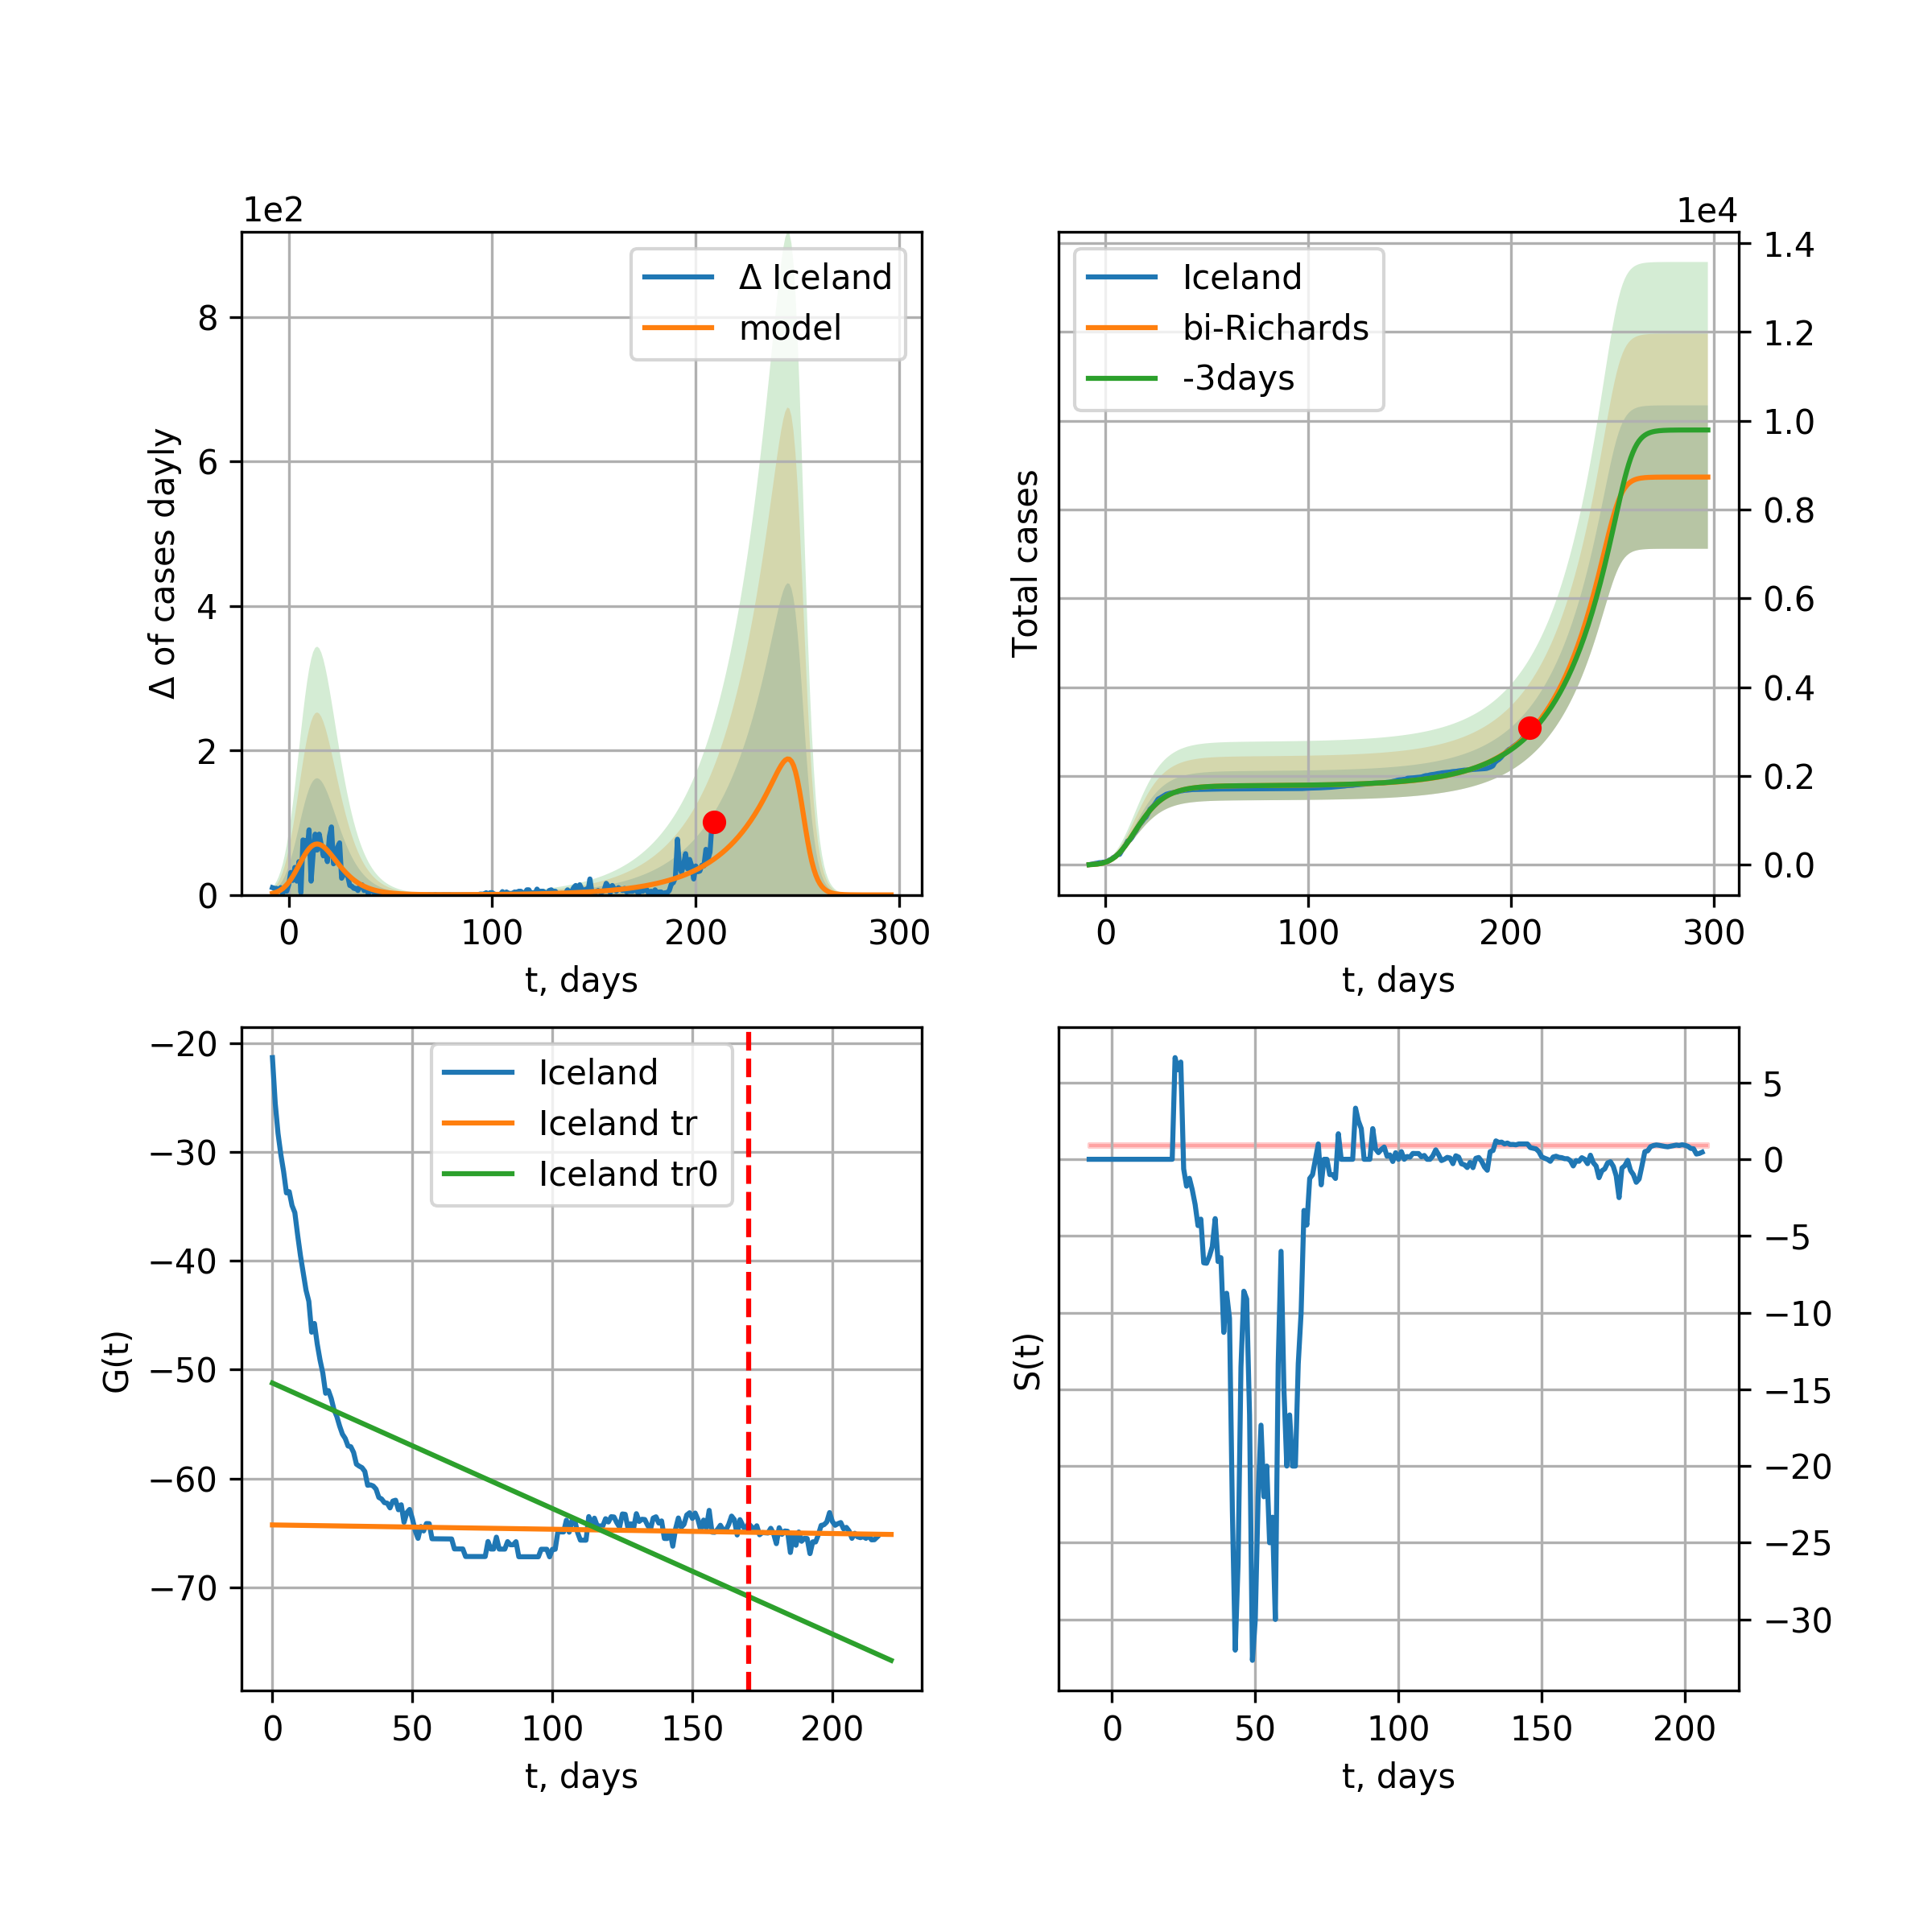 1e2
Δ of cases dayly
8
6
4
2
0
0 100 200 300
t, days
Δ Iceland
model
1e4
Total cases
1.4
1.2
1.0
0.8
0.6
0.4
0.2
0.0
0 100 200 300
t, days
Iceland
bi-Richards
-3days
G(t)
−20
−30
−40
−50
−60
−70
0 50 100 150 200
t, days
Iceland
Iceland tr
Iceland tr0
S(t)
5
0
−5
−10
−15
−20
−25
−30
0 50 100 150 200
t, days